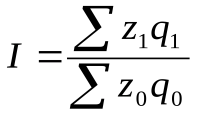 I = ∑ z₁q₁ / ∑ z₀q₀